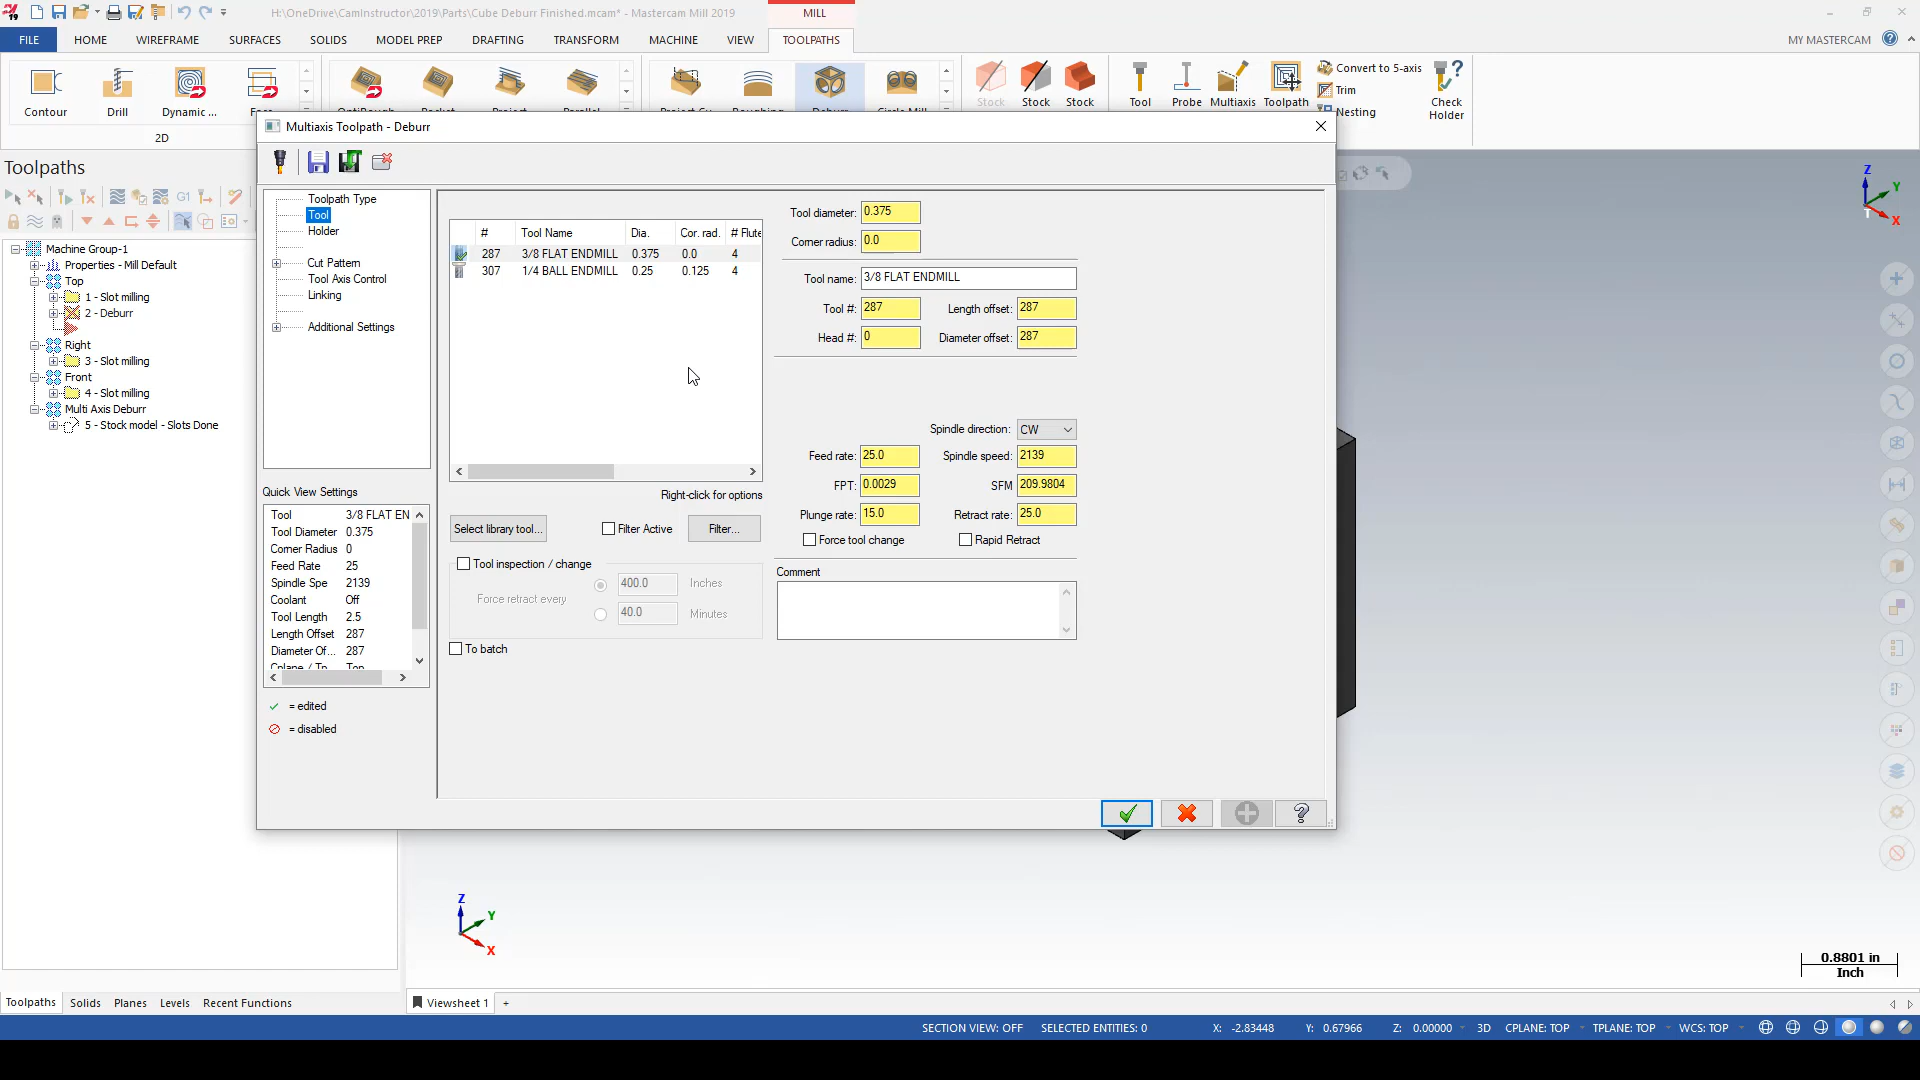 H:\OneDrive\CamInstructor\2019\Parts\Cube Deburr Finished.mcam* - Mastercam Mill 2019
MILL
FILE HOME WIREFRAME SURFACES SOLIDS MODEL PREP DRAFTING TRANSFORM MACHINE VIEW TOOLPATHS MY MASTERCAM
Contour Drill Dynamic ...
Stock Stock Stock
Tool Probe Multiaxis Toolpath
Convert to 5-axis
Trim
Nesting
Check
Holder
2D
Multiaxis Toolpath - Deburr
Toolpaths
G1
Machine Group-1
Properties - Mill Default
Top
1 - Slot milling
2 - Deburr
Right
3 - Slot milling
Front
4 - Slot milling
Multi Axis Deburr
5 - Stock model - Slots Done
Toolpath Type
Tool
Holder
Cut Pattern
Tool Axis Control
Linking
Additional Settings
Quick View Settings
Tool 3/8 FLAT EN
Tool Diameter 0.375
Corner Radius 0
Feed Rate 25
Spindle Spe 2139
Coolant Off
Tool Length 2.5
Length Offset 287
Diameter Of... 287
Cplane / Tp Top
= edited
= disabled
# Tool Name Dia. Cor. rad. # Flute
287 3/8 FLAT ENDMILL 0.375 0.0 4
307 1/4 BALL ENDMILL 0.25 0.125 4
Right-click for options
Select library tool... Filter Active Filter...
Tool inspection / change
Force retract every
400.0 Inches
40.0 Minutes
To batch
Tool diameter: 0.375
Corner radius: 0.0
Tool name: 3/8 FLAT ENDMILL
Tool #: 287 Length offset: 287
Head #: 0 Diameter offset: 287
Spindle direction: CW
Feed rate: 25.0 Spindle speed: 2139
FPT: 0.0029 SFM 209.9804
Plunge rate: 15.0 Retract rate: 25.0
Force tool change Rapid Retract
Comment
Z
Y
X
T
Z
Y
X
0.8801 in
Inch
Toolpaths Solids Planes Levels Recent Functions
Viewsheet 1 +
SECTION VIEW: OFF SELECTED ENTITIES: 0 X: -2.83448 Y: 0.67966 Z: 0.00000 3D CPLANE: TOP TPLANE: TOP WCS: TOP